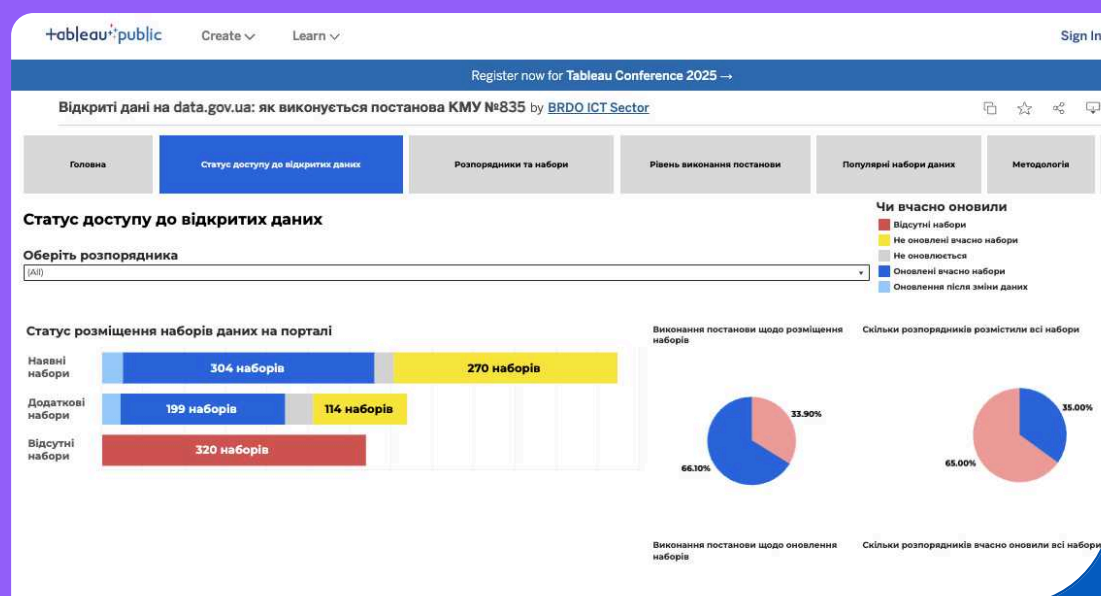 +ableau public
Create
Learn
Sign In
Register now for Tableau Conference 2025 →
Відкриті дані на data.gov.ua: як виконується постанова КМУ №835 by BRDO ICT Sector
Головна
Статус доступу до відкритих даних
Розпорядники та набори
Рівень виконання постанови
Популярні набори даних
Методологія
Статус доступу до відкритих даних
Чи вчасно оновили
Відсутні набори
Не оновлені вчасно набори
Не оновлюється
Оновлені вчасно набори
Оновлення після зміни даних
Оберіть розпорядника
(All)
Статус розміщення наборів даних на порталі
Наявні
набори
304 наборів
270 наборів
Додаткові
набори
199 наборів
114 наборів
Відсутні
набори
320 наборів
Виконання постанови щодо розміщення
наборів
33.90%
66.10%
Скільки розпорядників розмістили всі набори
35.00%
65.00%
Виконання постанови щодо оновлення
наборів
Скільки розпорядників вчасно оновили всі набори